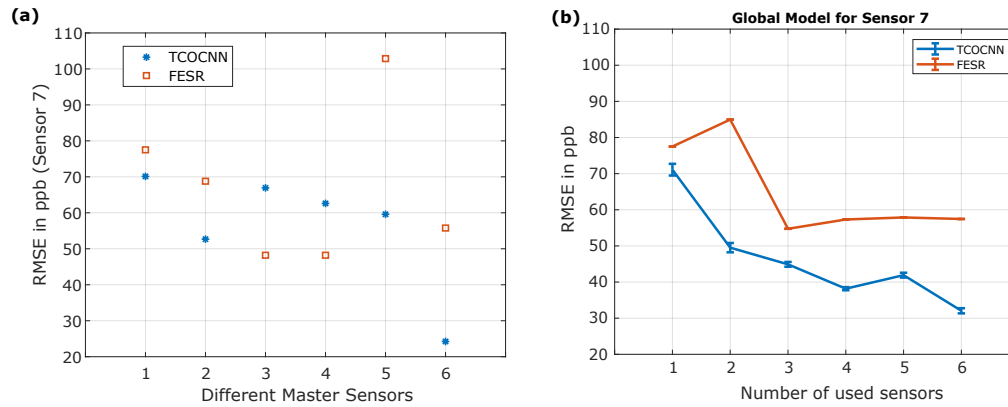 (a)
110
100
90
80
70
60
50
40
30
20
1 2 3 4 5 6
RMSE in ppb (Sensor 7)
Different Master Sensors
TCOCNN
FESR
(b)
Global Model for Sensor 7
110
100
90
80
70
60
50
40
30
20
1 2 3 4 5 6
RMSE in ppb
Number of used sensors
TCOCNN
FESR